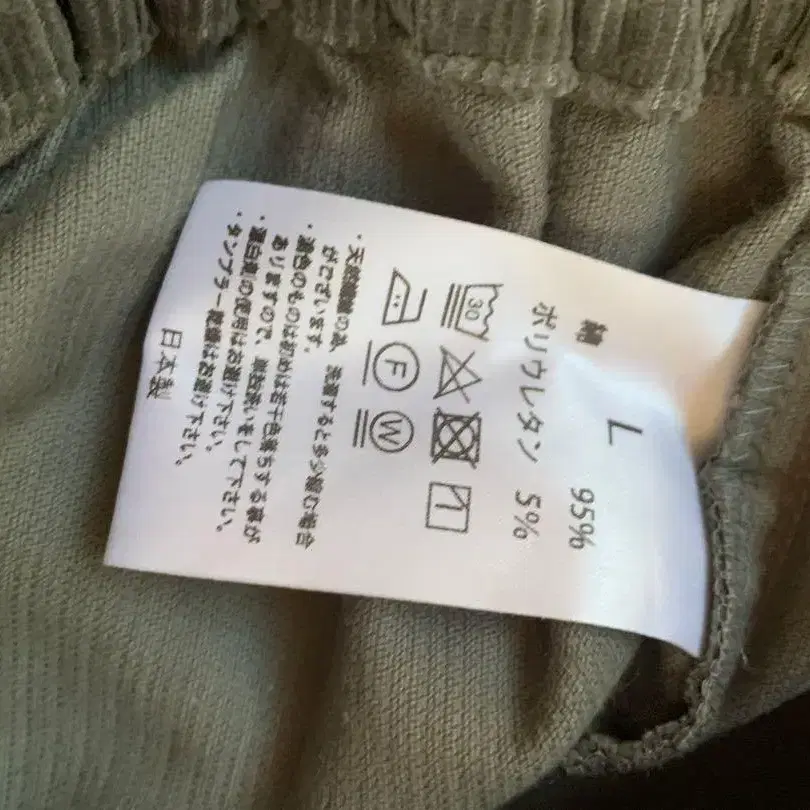 L
綿 95%
ポリウレタン 5%
30
F W
・天然繊維の為、洗濯すると多少縮む場合
がございます。
・濃色のものは初めは若干色落ちする事が
ありますので、単独洗いをして下さい。
・蛍白剤の使用はお避け下さい。
・タンブラー乾燥はお避け下さい。
日本製